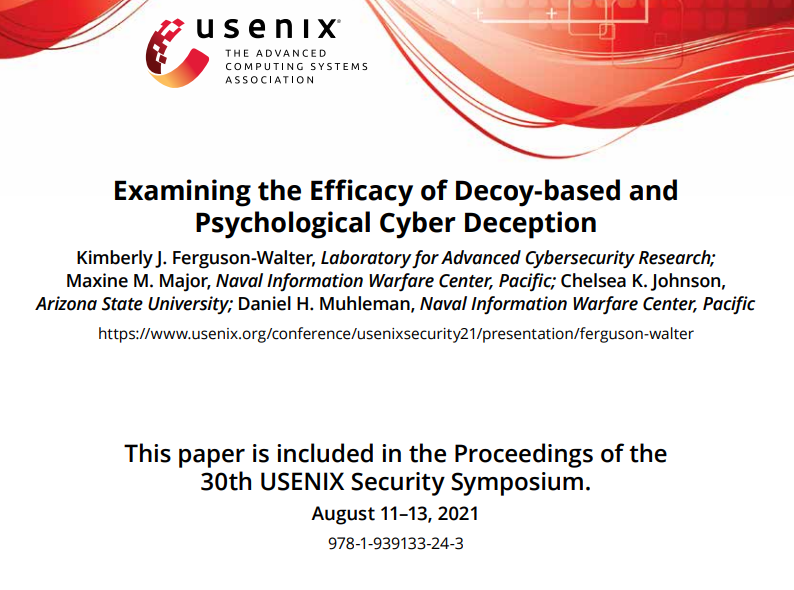 usenix®
THE ADVANCED
COMPUTING SYSTEMS
ASSOCIATION
Examining the Efficacy of Decoy-based and
Psychological Cyber Deception
Kimberly J. Ferguson-Walter, Laboratory for Advanced Cybersecurity Research;
Maxine M. Major, Naval Information Warfare Center, Pacific; Chelsea K. Johnson,
Arizona State University; Daniel H. Muhleman, Naval Information Warfare Center, Pacific
https://www.usenix.org/conference/usenixsecurity21/presentation/ferguson-walter
This paper is included in the Proceedings of the
30th USENIX Security Symposium.
August 11–13, 2021
978-1-939133-24-3